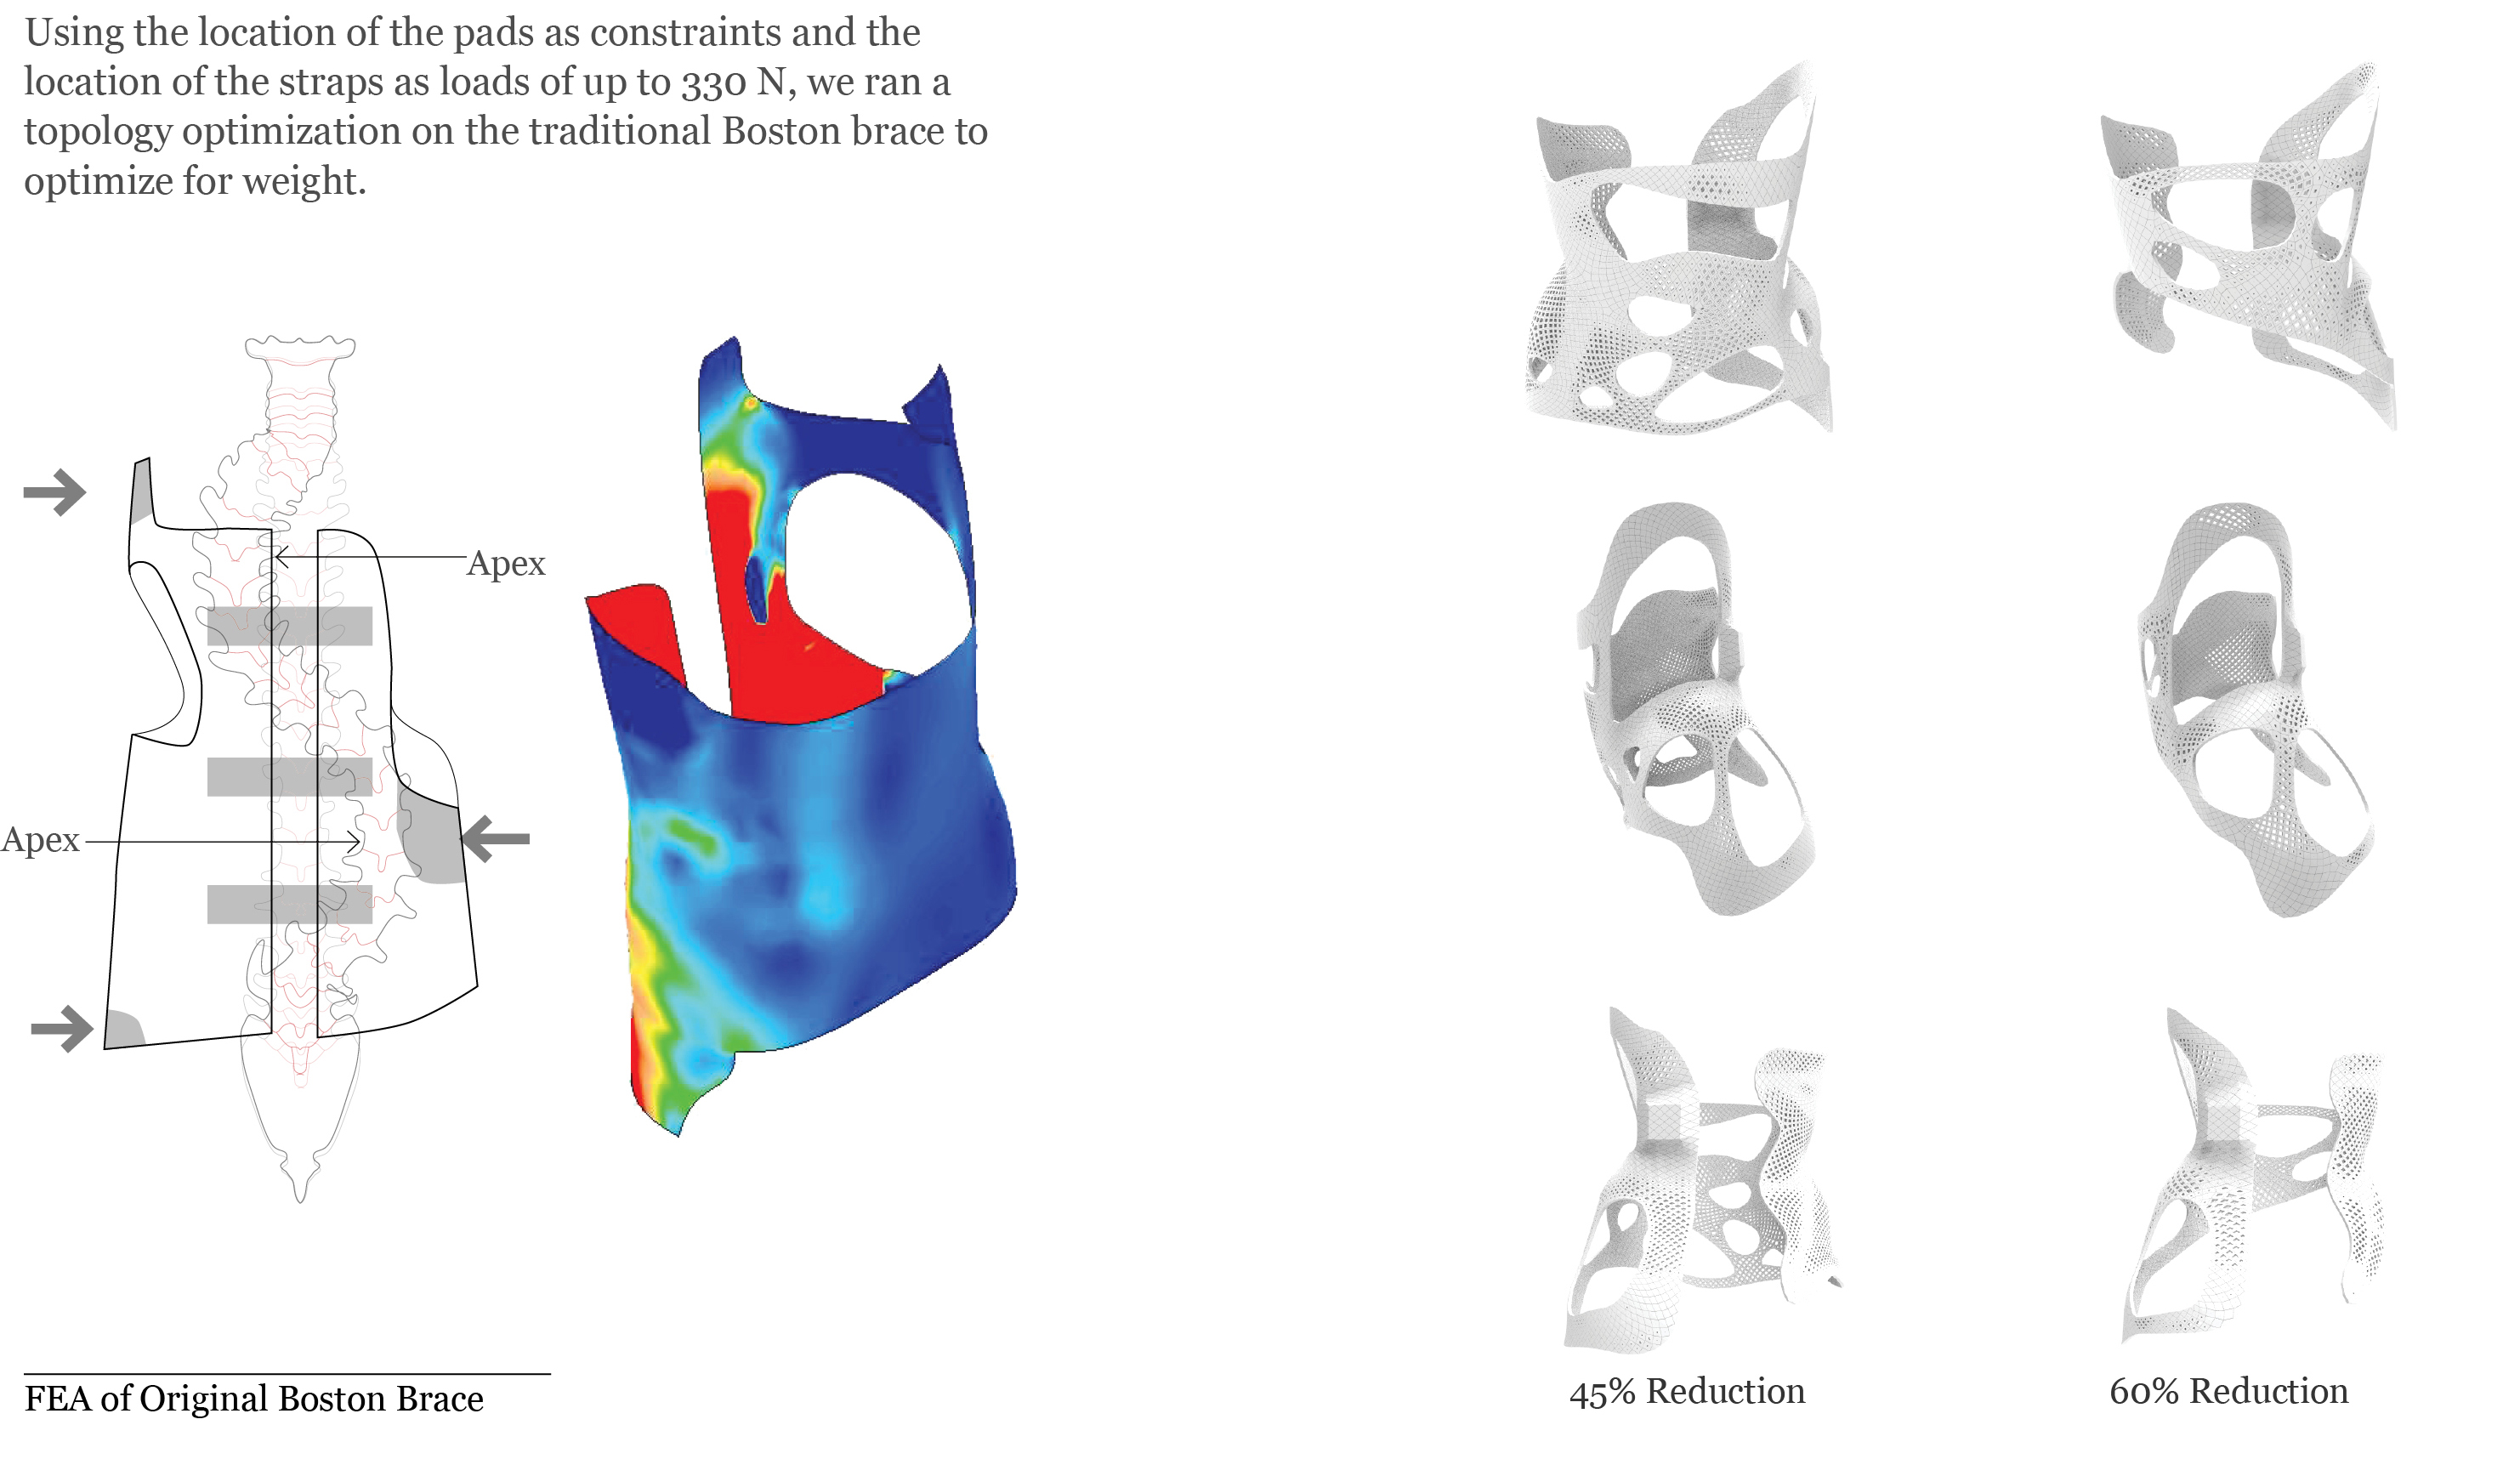 Using the location of the pads as constraints and the
location of the straps as loads of up to 330 N, we ran a
topology optimization on the traditional Boston brace to
optimize for weight.
Apex
Apex
FEA of Original Boston Brace
45% Reduction
60% Reduction